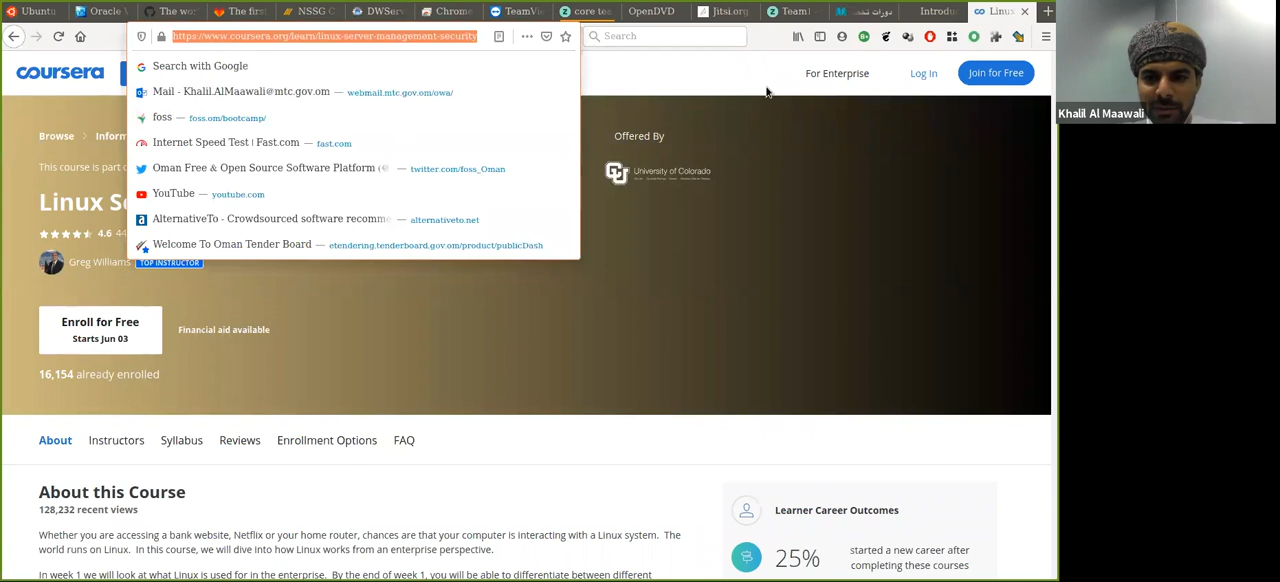 Ubuntu
Oracle V
The wor
The first
NSSG G
DWServ
Chrome
TeamVie
core tea
OpenDVD
Jitsi.org
Team
دورات تخصـ
Introdu
Linux
https://www.coursera.org/learn/linux-server-management-security
Search
Search with Google
Mail - Khalil.AlMaawali@mtc.gov.om — webmail.mtc.gov.om/owa/
foss — foss.om/bootcamp/
Internet Speed Test | Fast.com — fast.com
Oman Free & Open Source Software Platform (@ — twitter.com/foss_Oman
YouTube — youtube.com
AlternativeTo - Crowdsourced software recomme — alternativeto.net
Welcome To Oman Tender Board — etendering.tenderboard.gov.om/product/publicDash
coursera
For Enterprise
Log In
Join for Free
Khalil Al Maawali
Browse > Inform
Offered By
This course is part o
University of Colorado
Linux Se
4.6 44
Greg Williams TOP INSTRUCTOR
Enroll for Free
Starts Jun 03
Financial aid available
16,154 already enrolled
About Instructors Syllabus Reviews Enrollment Options FAQ
About this Course
128,232 recent views
Whether you are accessing a bank website, Netflix or your home router, chances are that your computer is interacting with a Linux system. The
world runs on Linux. In this course, we will dive into how Linux works from an enterprise perspective.
In week 1 we will look at what Linux is used for in the enterprise. By the end of week 1, you will be able to differentiate between different
Learner Career Outcomes
25%
started a new career after
completing these courses